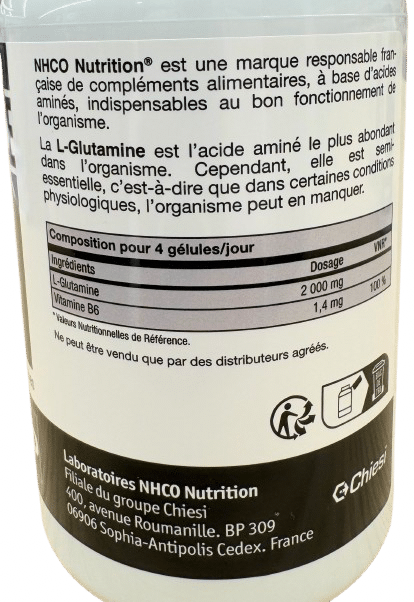 NHCO Nutrition® est une marque responsable fran-
çaise de compléments alimentaires, à base d'acides
aminés, indispensables au bon fonctionnement de
l'organisme.
La L-Glutamine est l'acide aminé le plus abondant
dans l'organisme. Cependant, elle est semi-
essentielle, c'est-à-dire que dans certaines conditions
physiologiques, l'organisme peut en manquer.
Composition pour 4 gélules/jour
Ingrédients Dosage VNR*
L-Glutamine 2 000 mg
Vitamine B6 1,4 mg 100 %
* Valeurs Nutritionnelles de Référence.
Ne peut être vendu que par des distributeurs agréés.
Laboratoires NHCO Nutrition
Filiale du groupe Chiesi
400, avenue Roumanille. BP 309
06906 Sophia-Antipolis Cedex. France
Chiesi